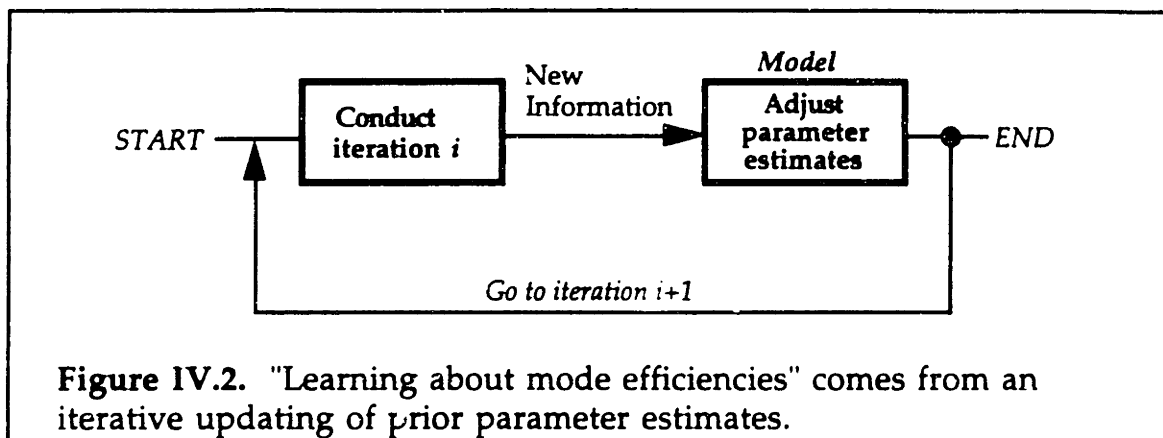 START
Conduct
iteration i
New
Information
Model
Adjust
parameter
estimates
END
Go to iteration i+1
Figure IV.2. "Learning about mode efficiencies" comes from an
iterative updating of prior parameter estimates.